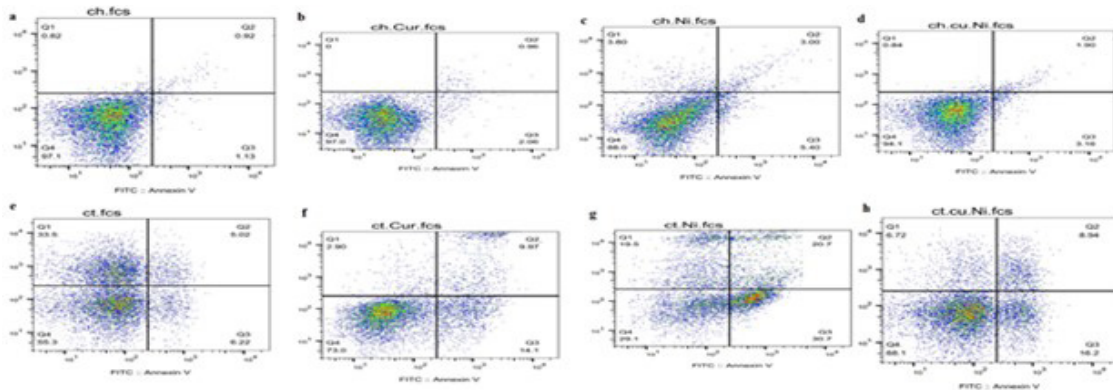 a
ch.fcs
Q1
0.82
Q2
0.92
Q4
97.1
Q3
1.13
FITC :: Annexin V
b
ch.Cur.fcs
Q1
0
Q2
0.96
Q4
97.0
Q3
2.06
FITC :: Annexin V
c
ch.Ni.fcs
Q1
3.60
Q2
3.00
Q4
88.0
Q3
5.40
FITC :: Annexin V
d
ch.cu.Ni.fcs
Q1
0.84
Q2
1.90
Q4
94.1
Q3
3.16
FITC :: Annexin V
e
ct.fcs
Q1
33.5
Q2
5.02
Q4
55.3
Q3
6.22
FITC :: Annexin V
f
ct.Cur.fcs
Q1
2.90
Q2
9.97
Q4
73.0
Q3
14.1
FITC :: Annexin V
g
ct.Ni.fcs
Q1
19.5
Q2
20.7
Q4
29.1
Q3
30.7
FITC :: Annexin V
h
ct.cu.Ni.fcs
Q1
6.72
Q2
8.94
Q4
68.1
Q3
16.2
FITC :: Annexin V